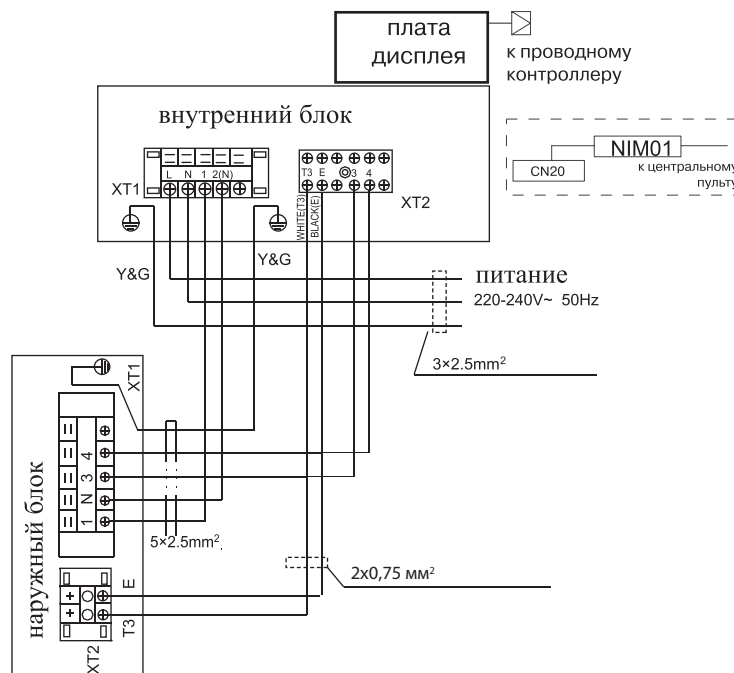 плата
дисплея
к проводному
контроллеру
внутренний блок
NIM01
CN20
к центральному
пульту
XT1
L N 1 2(N)
T3 E 3 4
XT2
WHITE(T3)
BLACK(E)
Y&G
Y&G
питание
220-240V~ 50Hz
3×2.5mm²
наружный блок
XT1
4
3
N
1
5×2.5mm².
2x0,75 мм²
E
T3
XT2